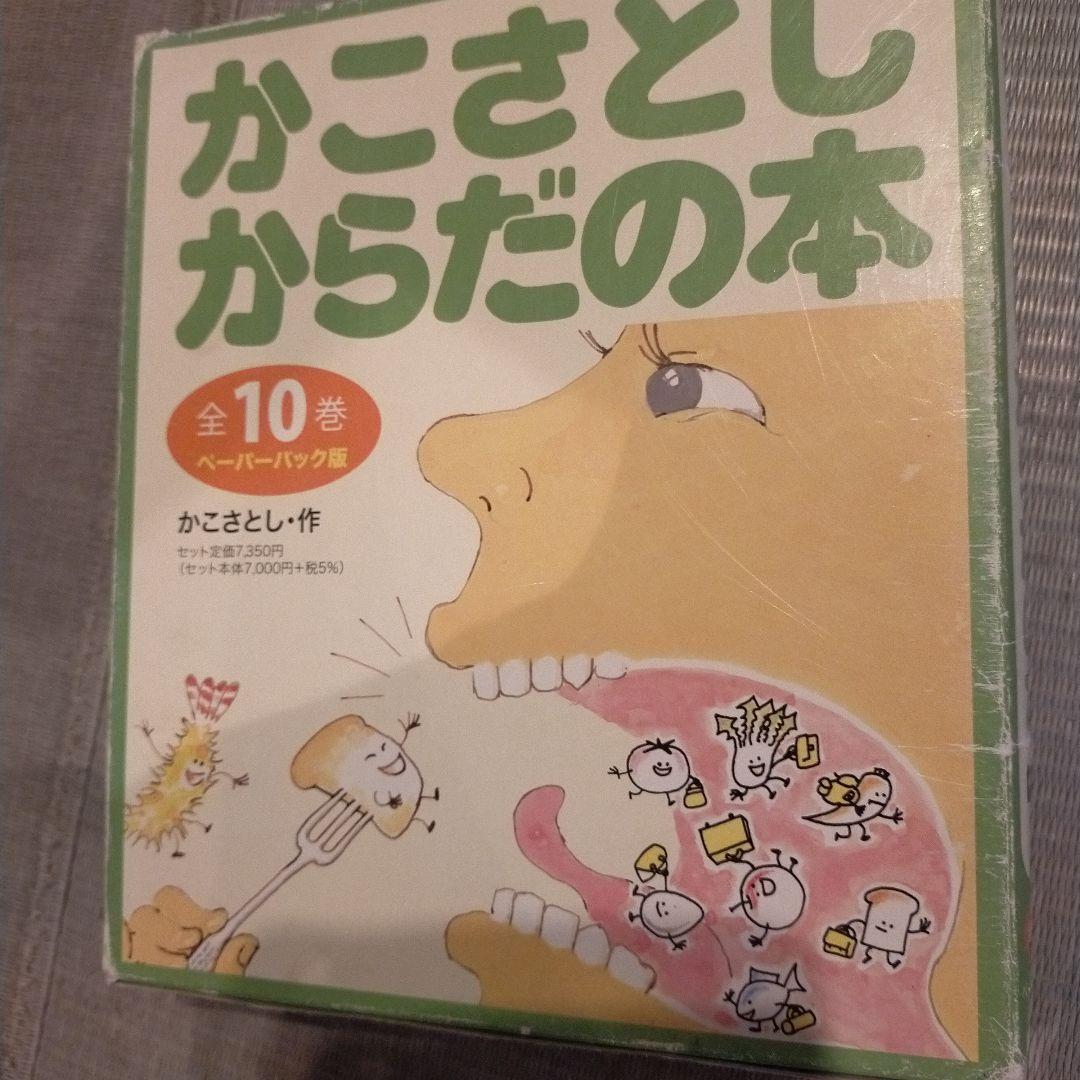 かこさとし
からだの本
全10巻
ペーパーバック版
かこさとし・作
セット定価7,350円
(セット本体7,000円+税5%)